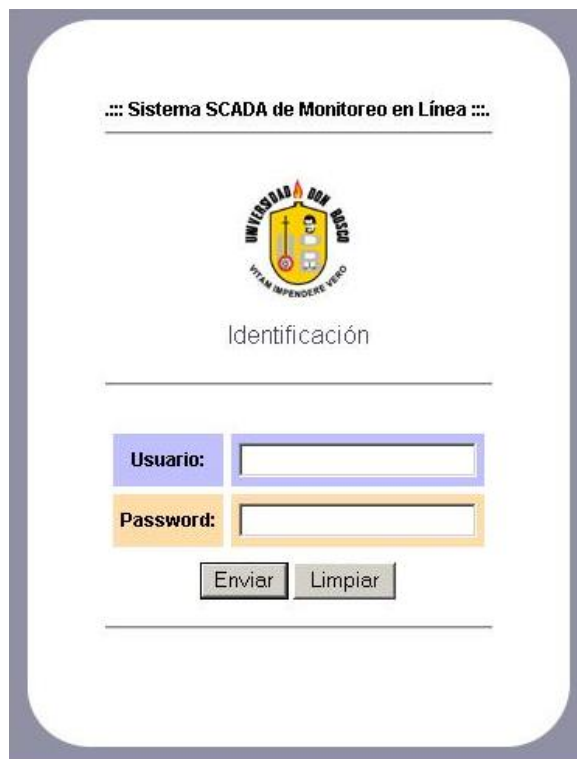 .::: Sistema SCADA de Monitoreo en Línea :::.
UNIVERSIDAD DON BOSCO
VITAM IMPENDERE VERO
Identificación
Usuario:
Password:
Enviar Limpiar